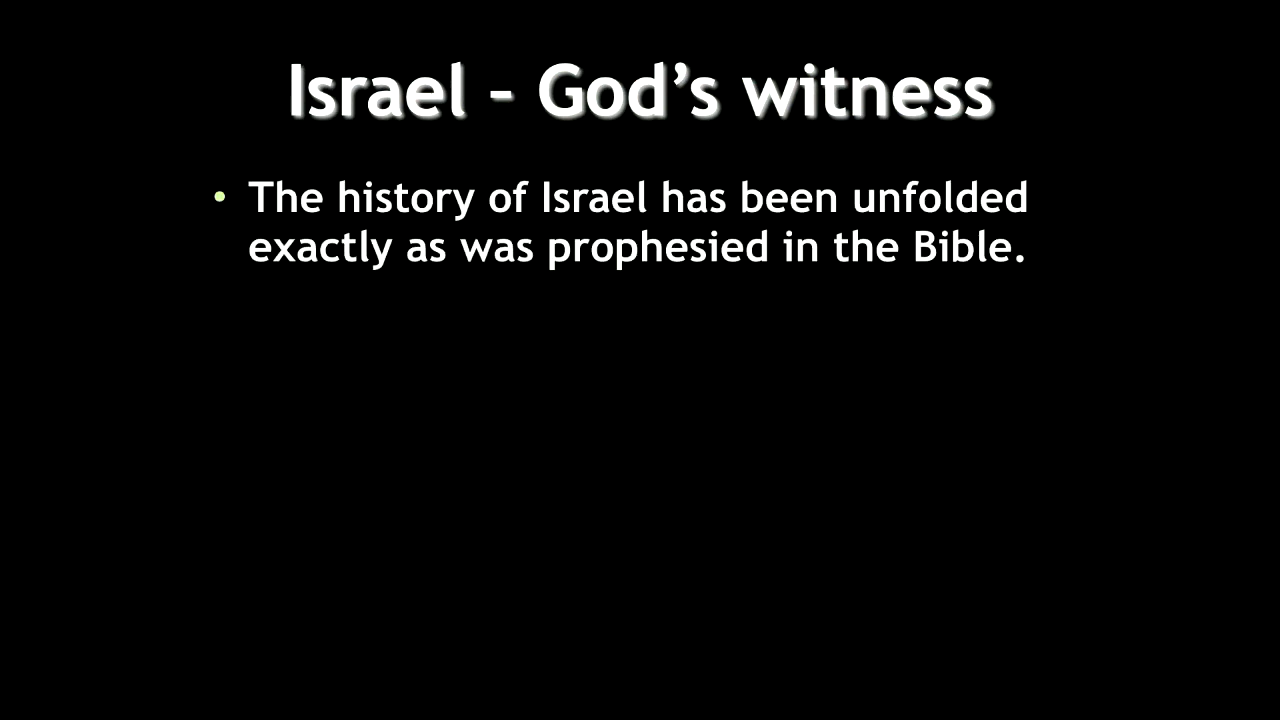 Israel – God’s witness
• The history of Israel has been unfolded
exactly as was prophesied in the Bible.